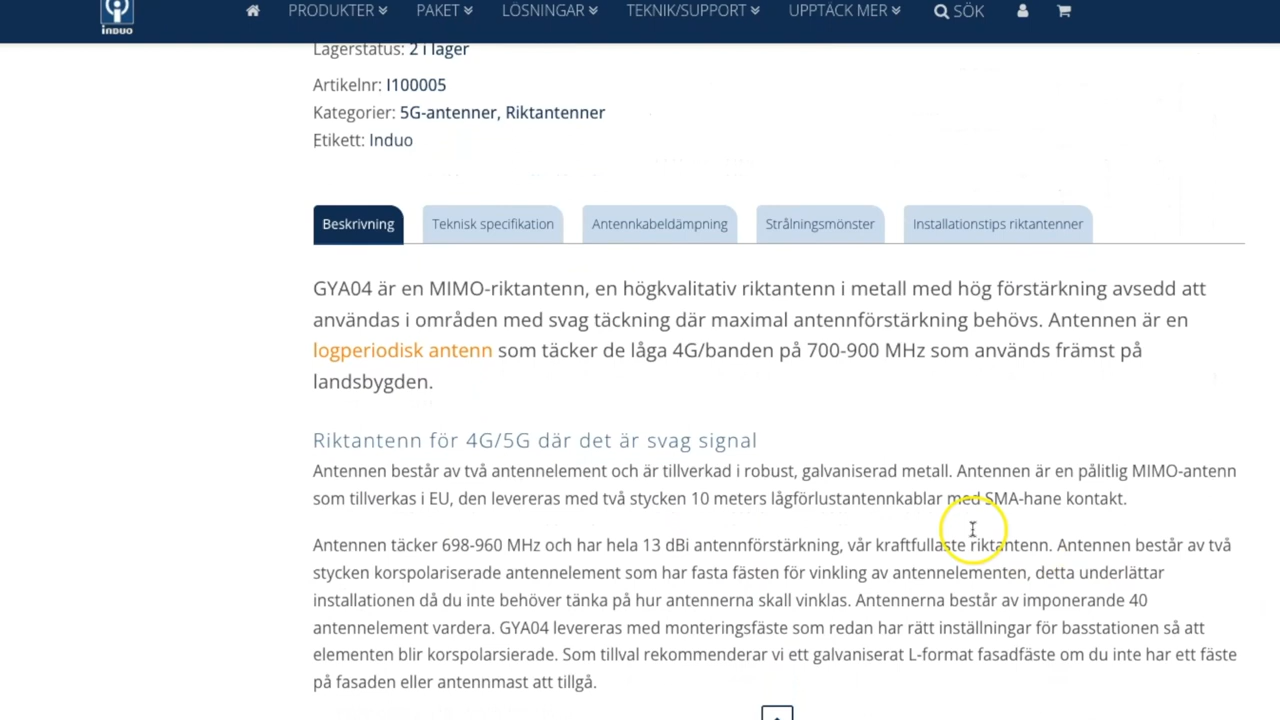 INDUO
PRODUKTER PAKET LÖSNINGAR TEKNIK/SUPPORT UPPTÄCK MER SÖK
Lagerstatus: 2 i lager
Artikelnr: I100005
Kategorier: 5G-antenner, Riktantenner
Etikett: Induo
Beskrivning Teknisk specifikation Antennkabeldämpning Strålningsmönster Installationstips riktantenner
GYA04 är en MIMO-riktantenn, en högkvalitativ riktantenn i metall med hög förstärkning avsedd att
användas i områden med svag täckning där maximal antennförstärkning behövs. Antennen är en
logperiodisk antenn som täcker de låga 4G/banden på 700-900 MHz som används främst på
landsbygden.
Riktantenn för 4G/5G där det är svag signal
Antennen består av två antennelement och är tillverkad i robust, galvaniserad metall. Antennen är en pålitlig MIMO-antenn
som tillverkas i EU, den levereras med två stycken 10 meters lågförlustantennkablar med SMA-hane kontakt.
Antennen täcker 698-960 MHz och har hela 13 dBi antennförstärkning, vår kraftfullaste riktantenn. Antennen består av två
stycken korspolariserade antennelement som har fasta fästen för vinkling av antennelementen, detta underlättar
installationen då du inte behöver tänka på hur antennerna skall vinklas. Antennerna består av imponerande 40
antennelement vardera. GYA04 levereras med monteringsfäste som redan har rätt inställningar för basstationen så att
elementen blir korspolarsierade. Som tillval rekommenderar vi ett galvaniserat L-format fasadfäste om du inte har ett fäste
på fasaden eller antennmast att tillgå.